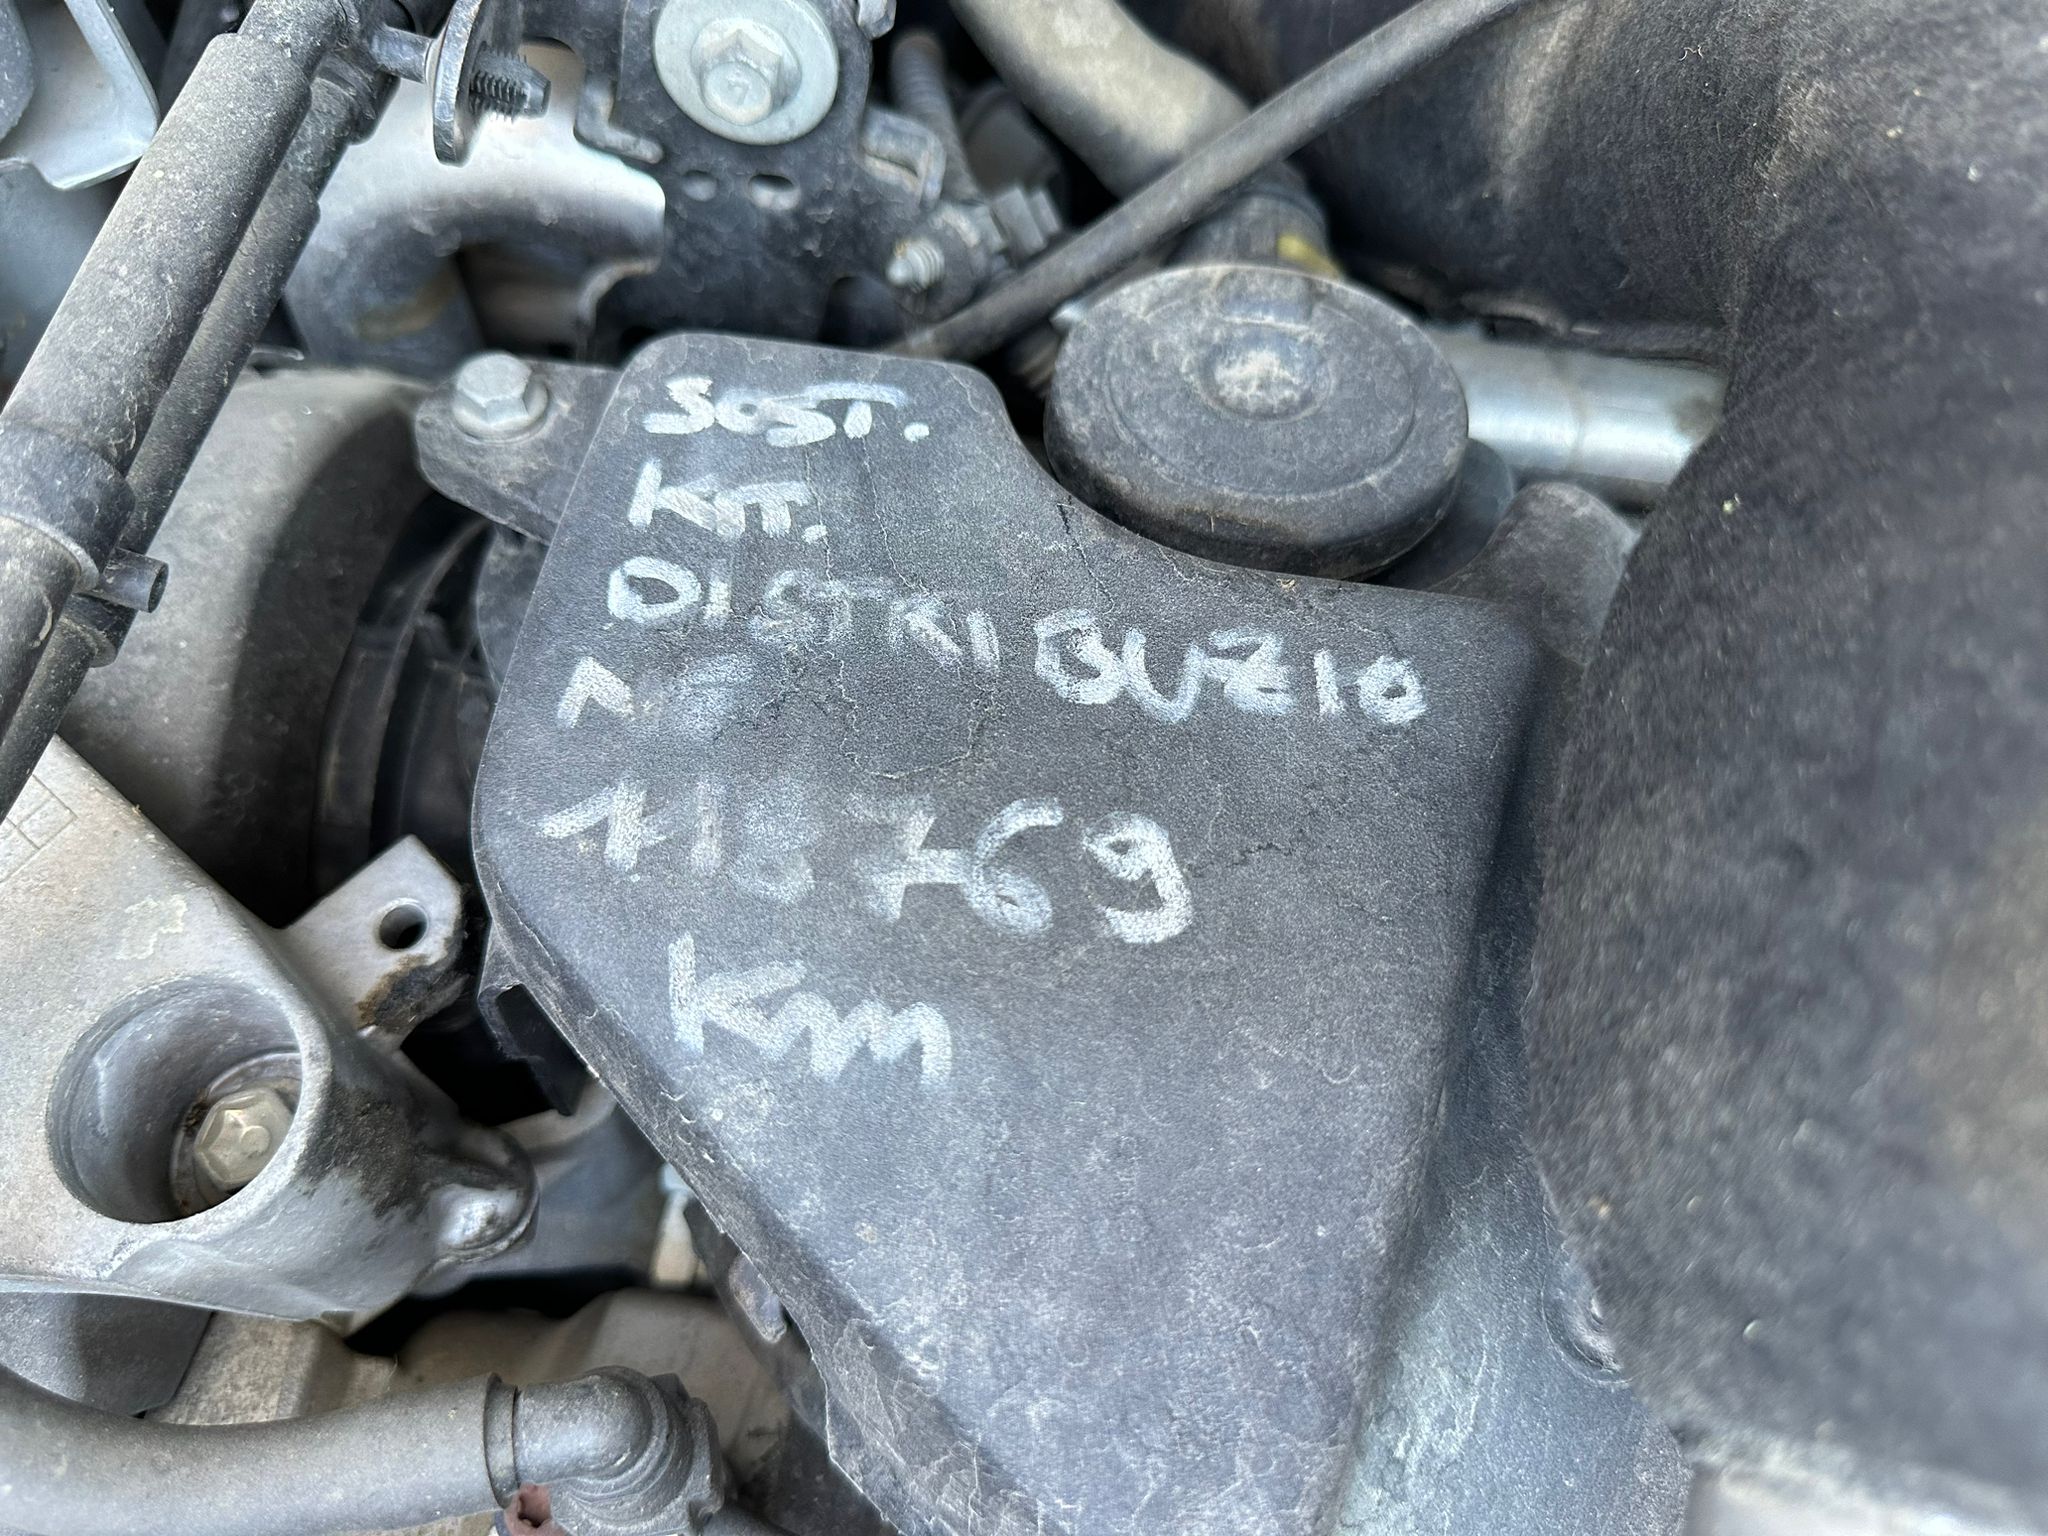 SOST.
KIT.
DISTRIBUZIO
NE
118769
Km